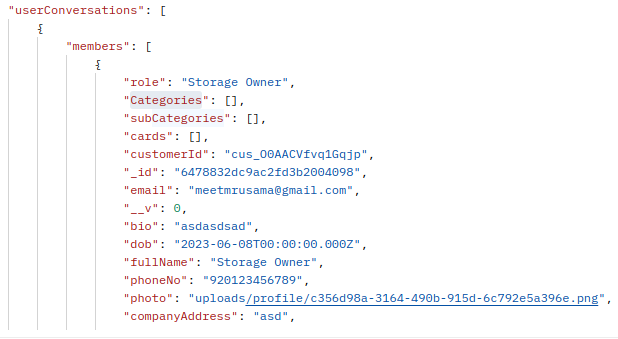 "userConversations": [
{
"members": [
{
"role": "Storage Owner",
"Categories": [],
"subCategories": [],
"cards": [],
"customerId": "cus_O0AACVfvq1Gqjp",
"_id": "6478832dc9ac2fd3b2004098",
"email": "meetmrusama@gmail.com",
"__v": 0,
"bio": "asdasdsad",
"dob": "2023-06-08T00:00:00.000Z",
"fullName": "Storage Owner",
"phoneNo": "920123456789",
"photo": "uploads/profile/c356d98a-3164-490b-915d-6c792e5a396e.png",
"companyAddress": "asd",